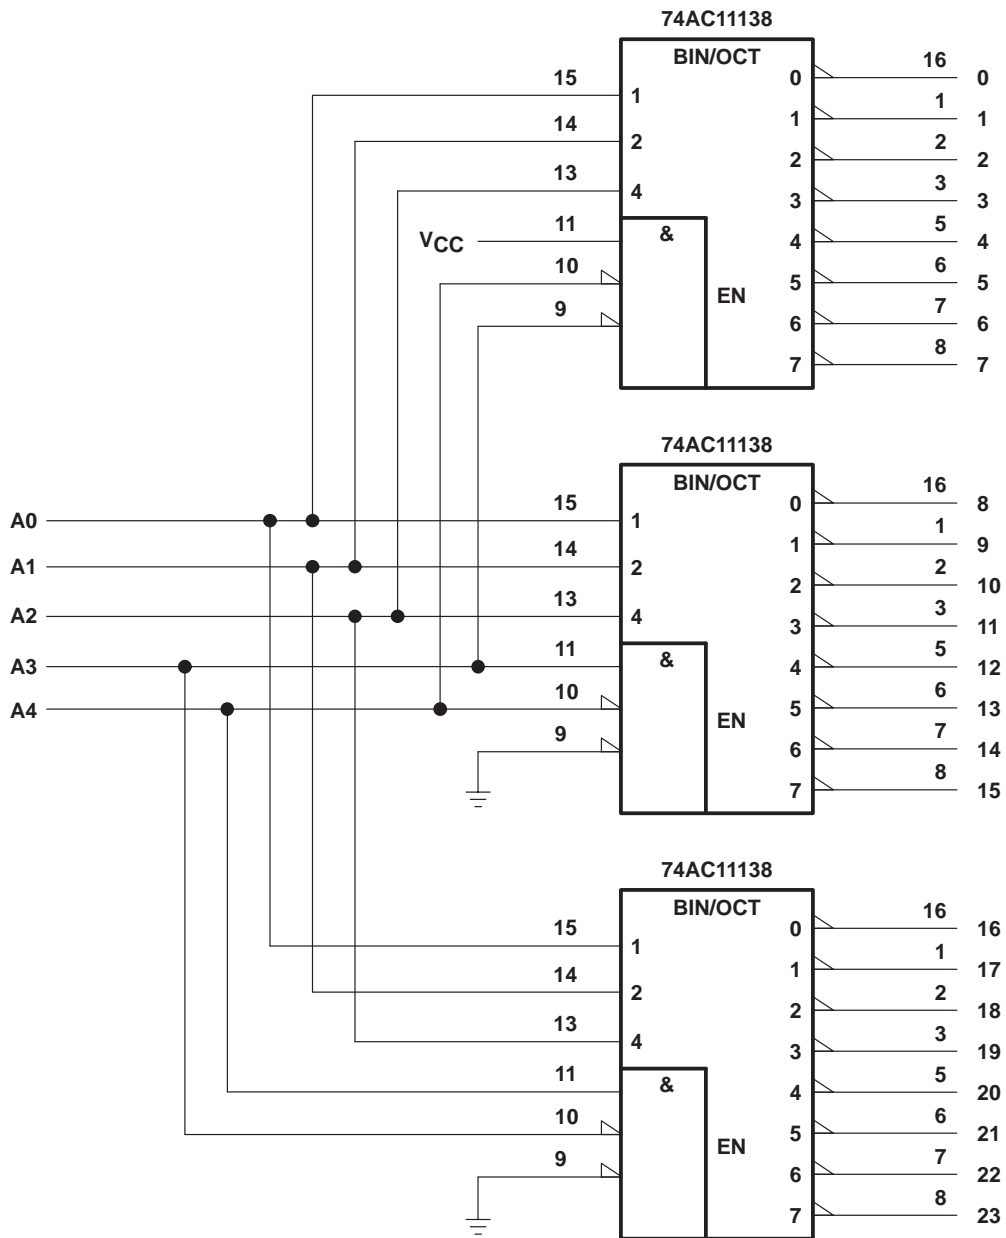 74AC11138
BIN/OCT
15
1
14
2
13
4
VCC
11
&
10
9
EN
0 16 0
1 1 1
2 2 2
3 3 3
4 5 4
5 6 5
6 7 6
7 8 7
74AC11138
BIN/OCT
A0
15
1
A1
14
2
A2
13
4
A3
11
&
A4
10
9
EN
0 16 8
1 1 9
2 2 10
3 3 11
4 5 12
5 6 13
6 7 14
7 8 15
74AC11138
BIN/OCT
15
1
14
2
13
4
11
&
10
9
EN
0 16 16
1 1 17
2 2 18
3 3 19
4 5 20
5 6 21
6 7 22
7 8 23